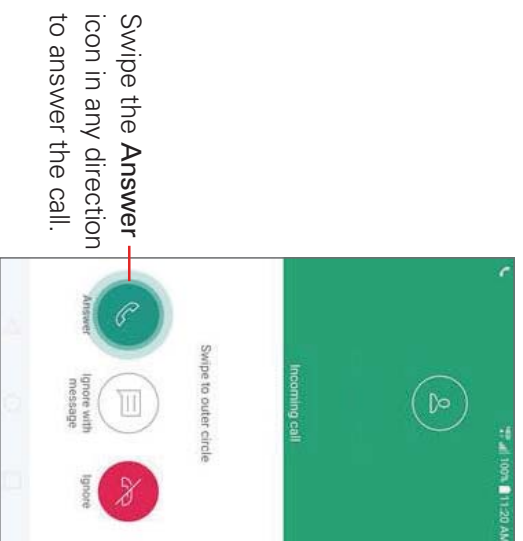 Swipe the Answer
icon in any direction
to answer the call.
100% 11:20 AM
Incoming call
Swipe to outer circle
Answer
Ignore with
message
Ignore